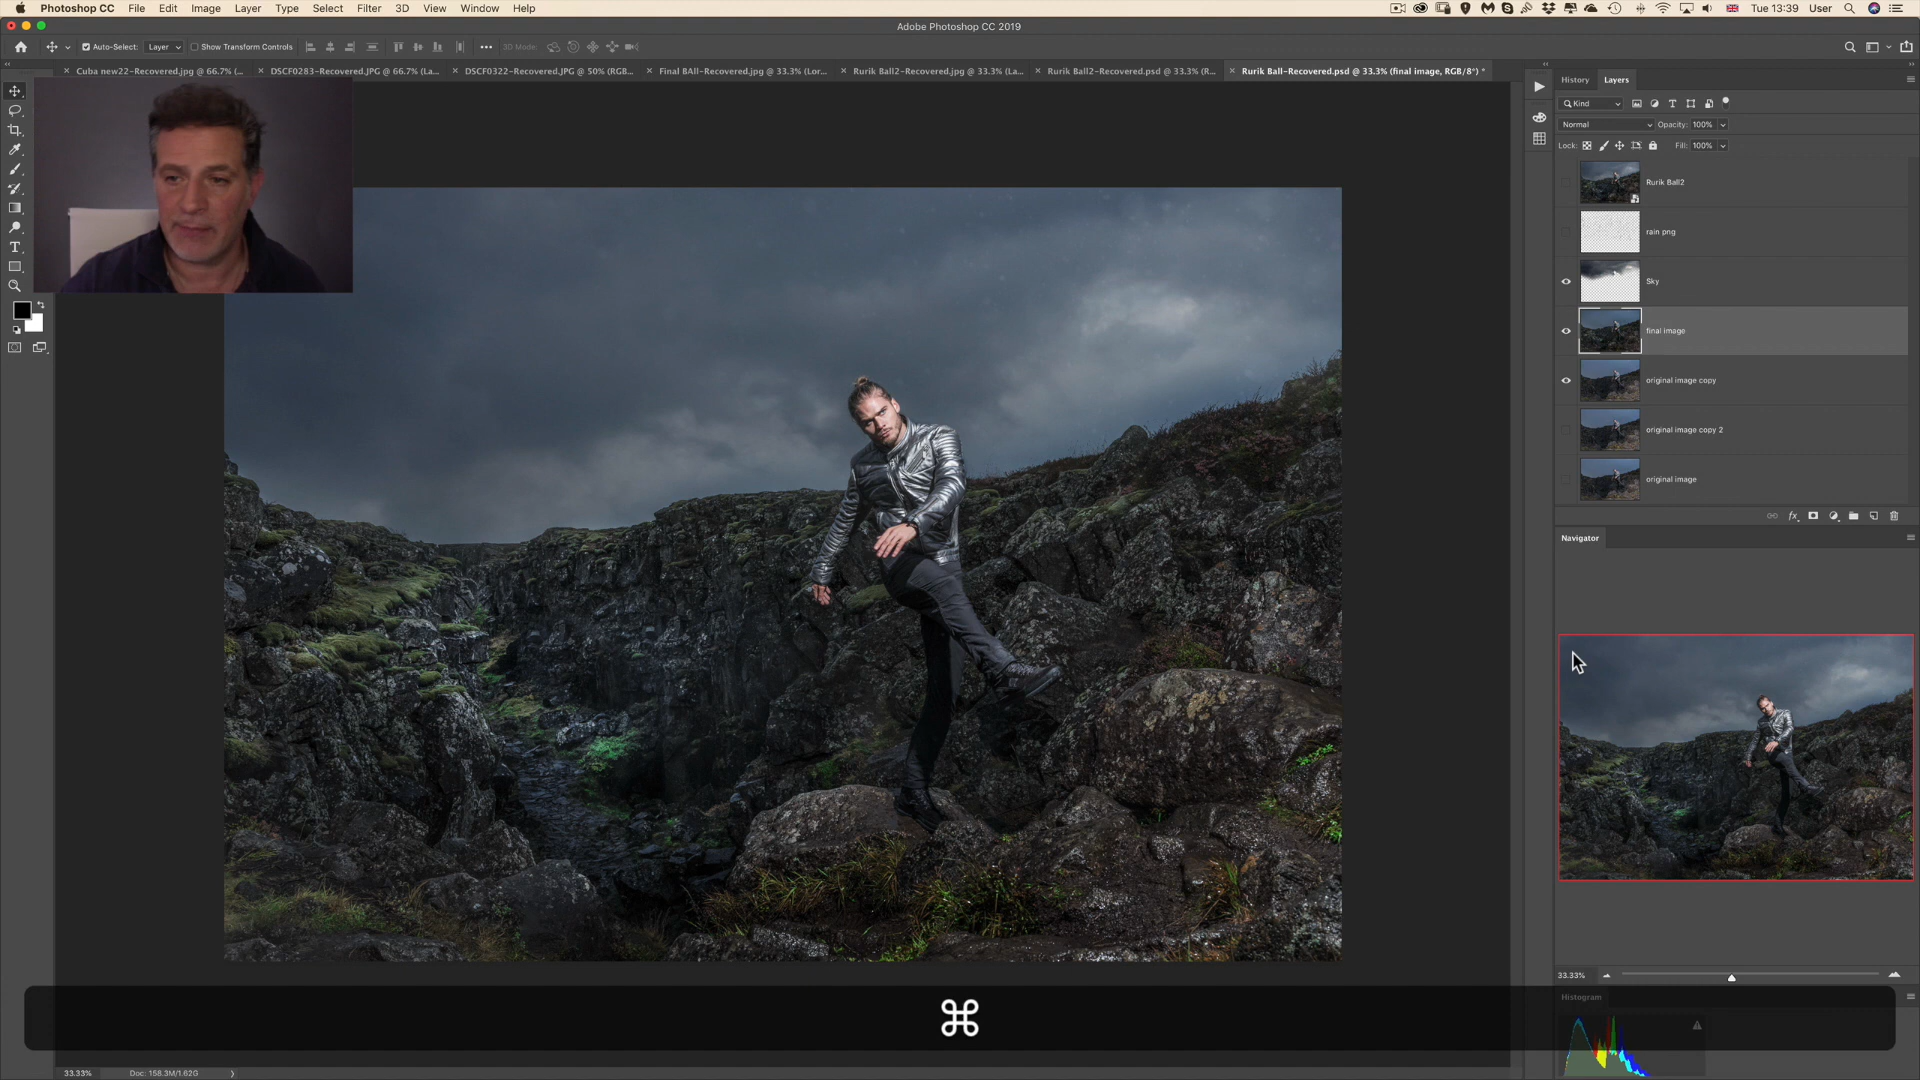 Photoshop CC File Edit Image Layer Type Select Filter 3D View Window Help Tue 13:39 User
Adobe Photoshop CC 2019
Auto-Select: Layer Show Transform Controls 3D Mode:
Cuba new22-Recovered.jpg @ 66.7% (... DSCF0283-Recovered.JPG @ 66.7% (La... DSCF0322-Recovered.JPG @ 50% (RGB... Final BAll-Recovered.jpg @ 33.3% (Lor... Rurik Ball2-Recovered.jpg @ 33.3% (La... Rurik Ball2-Recovered.psd @ 33.3% (R... Rurik Ball-Recovered.psd @ 33.3% (final image, RGB/8*) *
History Layers
Kind
Normal Opacity: 100%
Lock: Fill: 100%
Rurik Ball2
rain png
Sky
final image
original image copy
original image copy 2
original image
fx
Navigator
33.33%
Histogram
⌘
33.33% Doc: 158.3M/1.62G